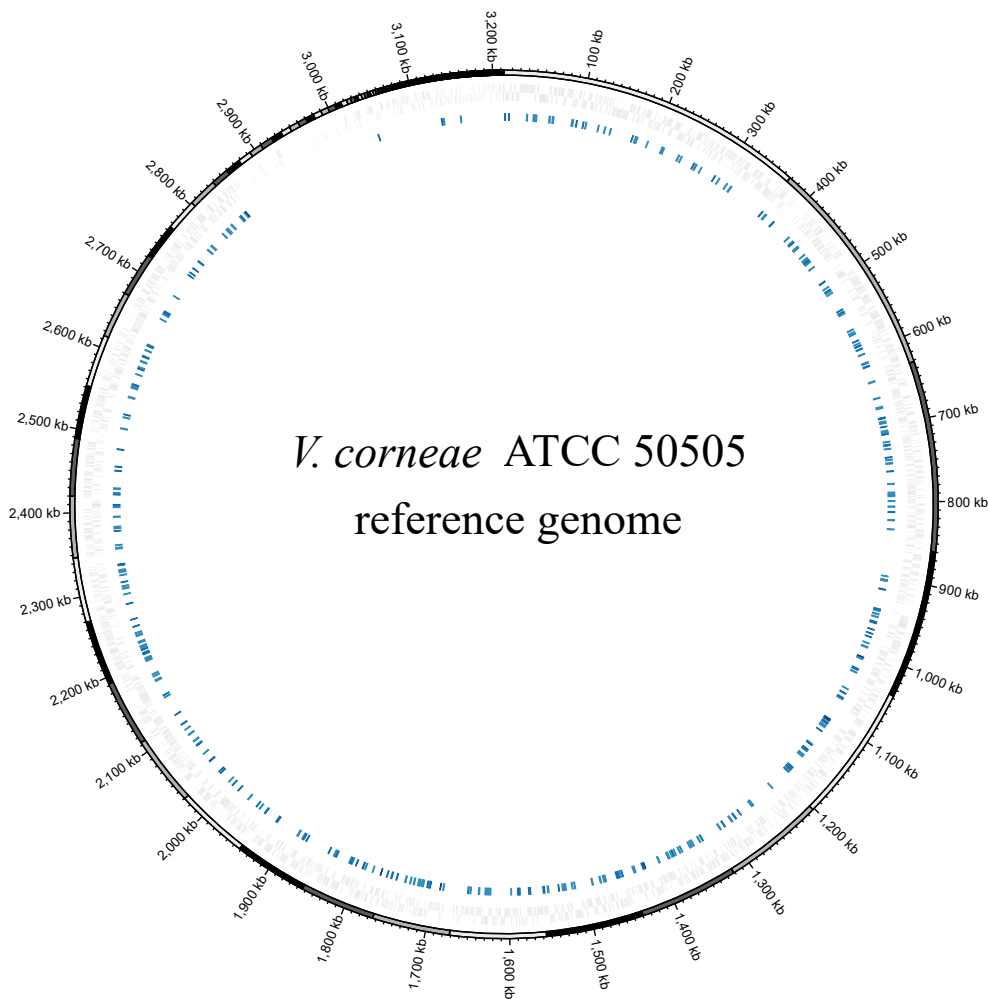 3,200 kb
100 kb
200 kb
300 kb
400 kb
500 kb
600 kb
700 kb
800 kb
900 kb
1,000 kb
1,100 kb
1,200 kb
1,300 kb
1,400 kb
1,500 kb
1,600 kb
1,700 kb
1,800 kb
1,900 kb
2,000 kb
2,100 kb
2,200 kb
2,300 kb
2,400 kb
2,500 kb
2,600 kb
2,700 kb
2,800 kb
2,900 kb
3,000 kb
3,100 kb
V. corneae ATCC 50505
reference genome